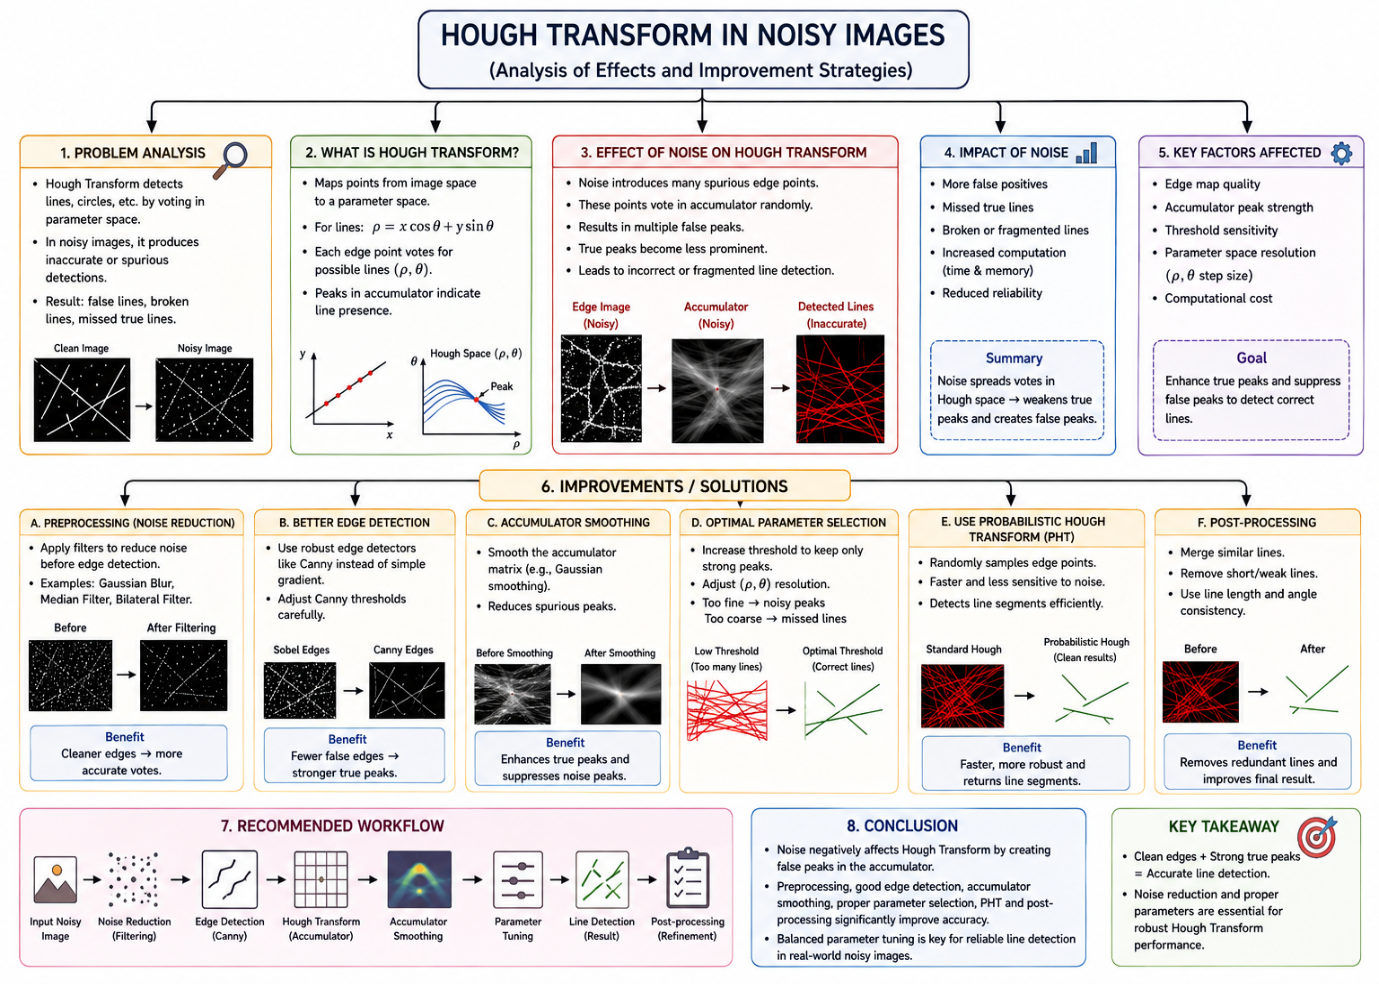 HOUGH TRANSFORM IN NOISY IMAGES
(Analysis of Effects and Improvement Strategies)
1. PROBLEM ANALYSIS
• Hough Transform detects
lines, circles, etc. by voting in
parameter space.
• In noisy images, it produces
inaccurate or spurious
detections.
• Result: false lines, broken
lines, missed true lines.
Clean Image
Noisy Image
2. WHAT IS HOUGH TRANSFORM?
• Maps points from image space
to a parameter space.
• For lines: ρ = x cos θ + y sin θ
• Each edge point votes for
possible lines (ρ, θ).
• Peaks in accumulator indicate
line presence.
y
x
θ
Hough Space (ρ, θ)
Peak
ρ
3. EFFECT OF NOISE ON HOUGH TRANSFORM
• Noise introduces many spurious edge points.
• These points vote in accumulator randomly.
• Results in multiple false peaks.
• True peaks become less prominent.
• Leads to incorrect or fragmented line detection.
Edge Image
(Noisy)
Accumulator
(Noisy)
Detected Lines
(Inaccurate)
4. IMPACT OF NOISE
• More false positives
• Missed true lines
• Broken or fragmented lines
• Increased computation
(time & memory)
• Reduced reliability
Summary
Noise spreads votes in
Hough space → weakens true
peaks and creates false peaks.
5. KEY FACTORS AFFECTED
• Edge map quality
• Accumulator peak strength
• Threshold sensitivity
• Parameter space resolution
(ρ, θ step size)
• Computational cost
Goal
Enhance true peaks and suppress
false peaks to detect correct
lines.
6. IMPROVEMENTS / SOLUTIONS
A. PREPROCESSING (NOISE REDUCTION)
• Apply filters to reduce noise
before edge detection.
• Examples: Gaussian Blur,
Median Filter, Bilateral Filter.
Before
After Filtering
Benefit
Cleaner edges → more
accurate votes.
B. BETTER EDGE DETECTION
• Use robust edge detectors
like Canny instead of simple
gradient.
• Adjust Canny thresholds
carefully.
Sobel Edges
Canny Edges
Benefit
Fewer false edges →
stronger true peaks.
C. ACCUMULATOR SMOOTHING
• Smooth the accumulator
matrix (e.g., Gaussian
smoothing).
• Reduces spurious peaks.
Before Smoothing
After Smoothing
Benefit
Enhances true peaks and
suppresses noise peaks.
D. OPTIMAL PARAMETER SELECTION
• Increase threshold to keep only
strong peaks.
• Adjust (ρ, θ) resolution.
• Too fine → noisy peaks
Too coarse → missed lines
Low Threshold
(Too many lines)
Optimal Threshold
(Correct lines)
E. USE PROBABILISTIC HOUGH
TRANSFORM (PHT)
• Randomly samples edge points.
• Faster and less sensitive to noise.
• Detects line segments efficiently.
Standard Hough
Probabilistic Hough
(Clean results)
Benefit
Faster, more robust and
returns line segments.
F. POST-PROCESSING
• Merge similar lines.
• Remove short/weak lines.
• Use line length and angle
consistency.
Before
After
Benefit
Removes redundant lines and
improves final result.
7. RECOMMENDED WORKFLOW
Input Noisy
Image
Noise Reduction
(Filtering)
Edge Detection
(Canny)
Hough Transform
(Accumulator)
Accumulator
Smoothing
Parameter
Tuning
Line Detection
(Result)
Post-processing
(Refinement)
8. CONCLUSION
• Noise negatively affects Hough Transform by creating
false peaks in the accumulator.
• Preprocessing, good edge detection, accumulator
smoothing, proper parameter selection, PHT and post-
processing significantly improve accuracy.
• Balanced parameter tuning is key for reliable line detection
in real-world noisy images.
KEY TAKEAWAY
• Clean edges + Strong true peaks
= Accurate line detection.
• Noise reduction and proper
parameters are essential for
robust Hough Transform
performance.